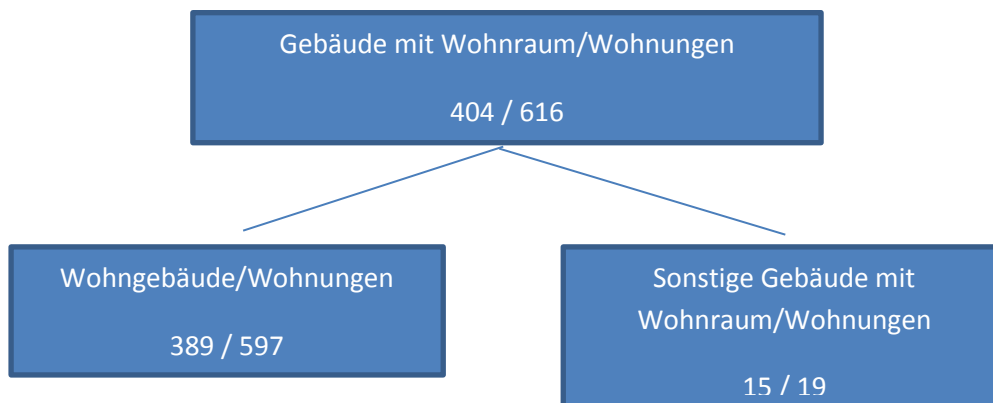 Gebäude mit Wohnraum/Wohnungen
404 / 616
Wohngebäude/Wohnungen
389 / 597
Sonstige Gebäude mit
Wohnraum/Wohnungen
15 / 19